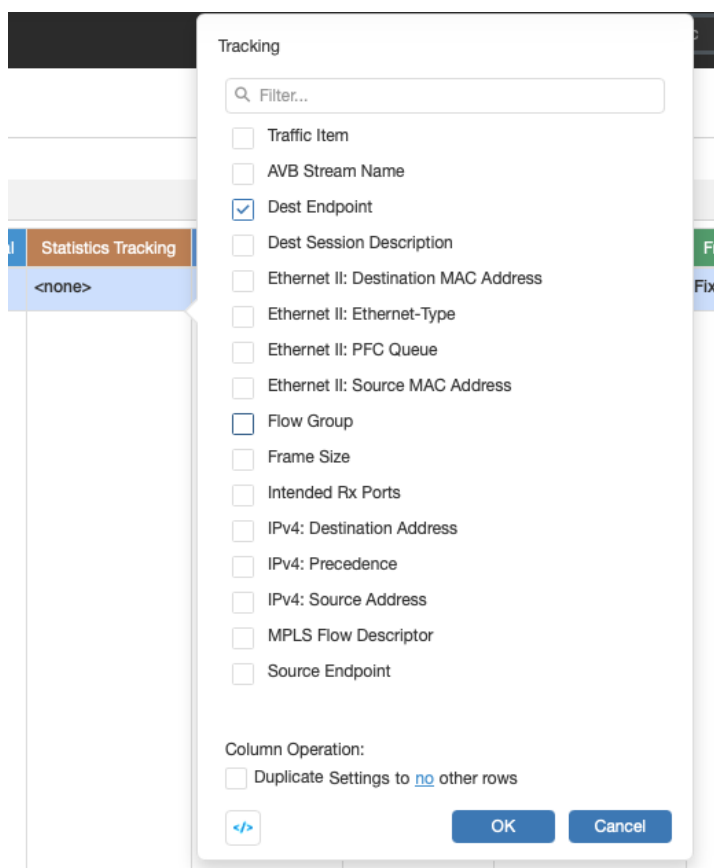 Tracking
Filter...
Traffic Item
AVB Stream Name
Dest Endpoint
Dest Session Description
Statistics Tracking
Ethernet II: Destination MAC Address
<none>
Fix
Ethernet II: Ethernet-Type
Ethernet II: PFC Queue
Ethernet II: Source MAC Address
Flow Group
Frame Size
Intended Rx Ports
IPv4: Destination Address
IPv4: Precedence
IPv4: Source Address
MPLS Flow Descriptor
Source Endpoint
Column Operation:
Duplicate Settings to no other rows
</>
OK
Cancel